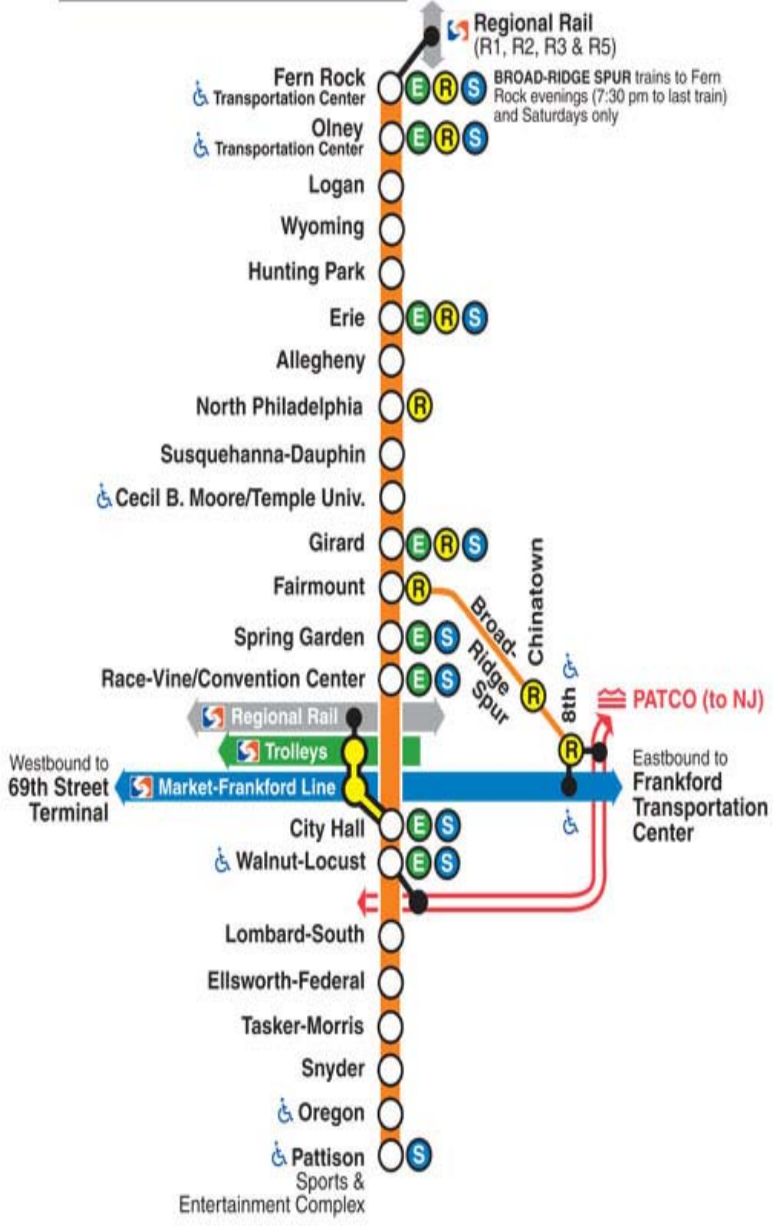 Regional Rail
(R1, R2, R3 & R5)
Fern Rock
Transportation Center
E R S
BROAD-RIDGE SPUR trains to Fern
Rock evenings (7:30 pm to last train)
and Saturdays only
Olney
Transportation Center
E R S
Logan
Wyoming
Hunting Park
Erie
E R S
Allegheny
North Philadelphia
R
Susquehanna-Dauphin
Cecil B. Moore/Temple Univ.
Girard
E R S
Fairmount
R
Broad-
Ridge
Spur
Chinatown
R
Spring Garden
E S
Race-Vine/Convention Center
E S
8th
R
PATCO (to NJ)
Regional Rail
Trolleys
Market-Frankford Line
Westbound to
69th Street
Terminal
Eastbound to
Frankford
Transportation
Center
City Hall
E S
Walnut-Locust
E S
Lombard-South
Ellsworth-Federal
Tasker-Morris
Snyder
Oregon
Pattison
S
Sports &
Entertainment Complex